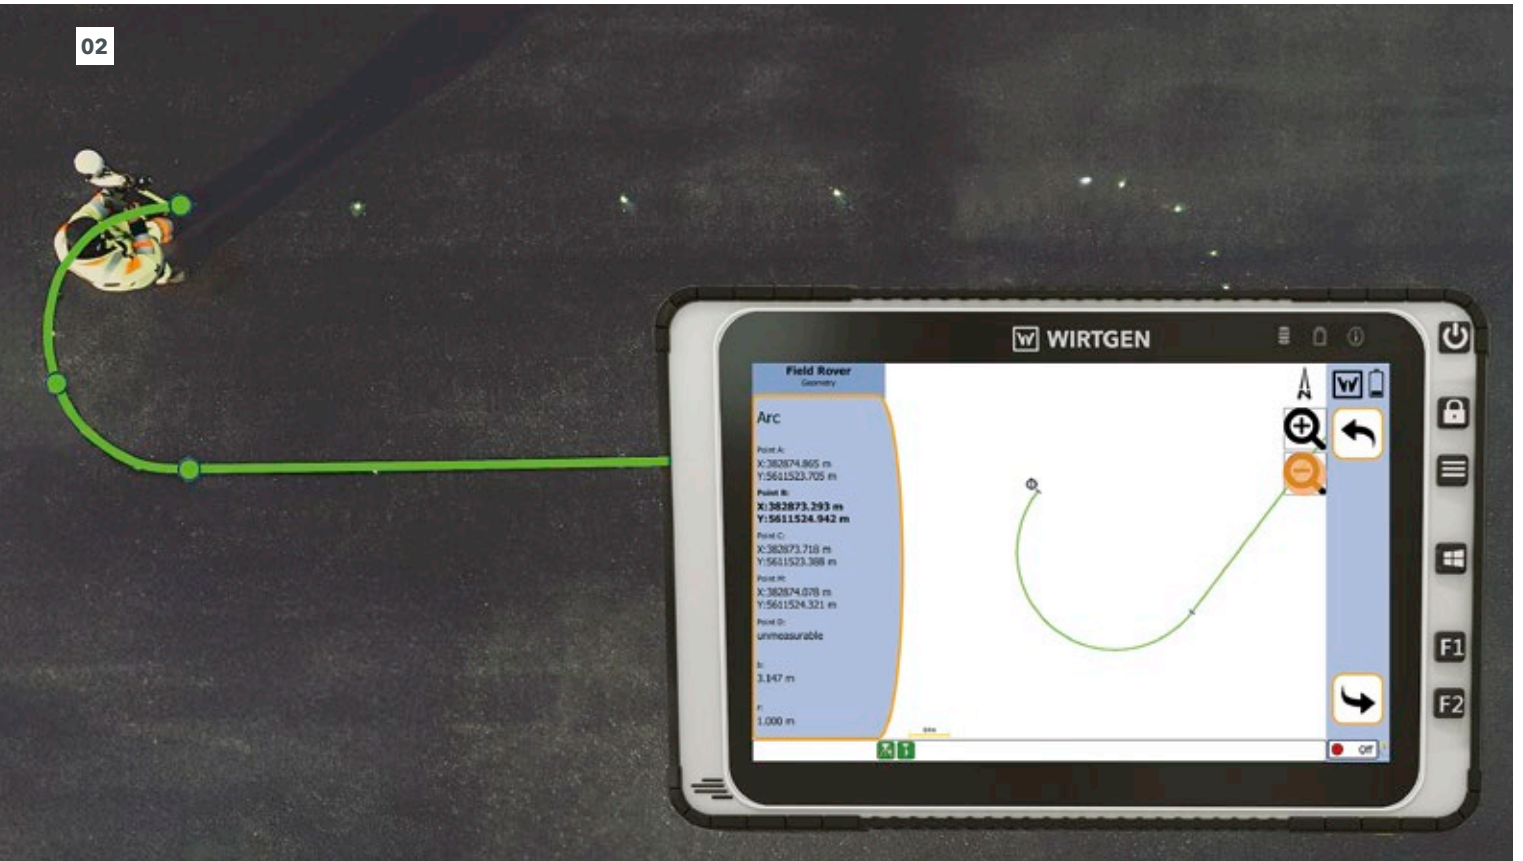 02
WIRTGEN
Field Rover
Geometry
Arc
Point A:
X:382874.865 m
Y:5611523.705 m
Point B:
X:382873.293 m
Y:5611524.942 m
Point C:
X:382873.718 m
Y:5611523.388 m
Point M:
X:382874.078 m
Y:5611524.321 m
Point D:
unmeasurable
b:
3.147 m
r:
1.000 m
N
W
Off
F1
F2